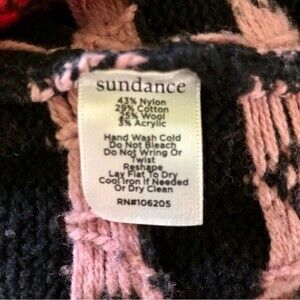 sundance
43% Nylon
29% Cotton
25% Wool
3% Acrylic
Hand Wash Cold
Do Not Bleach
Do Not Wring Or
Twist
Reshape
Lay Flat To Dry
Cool Iron If Needed
Or Dry Clean
RN#106205